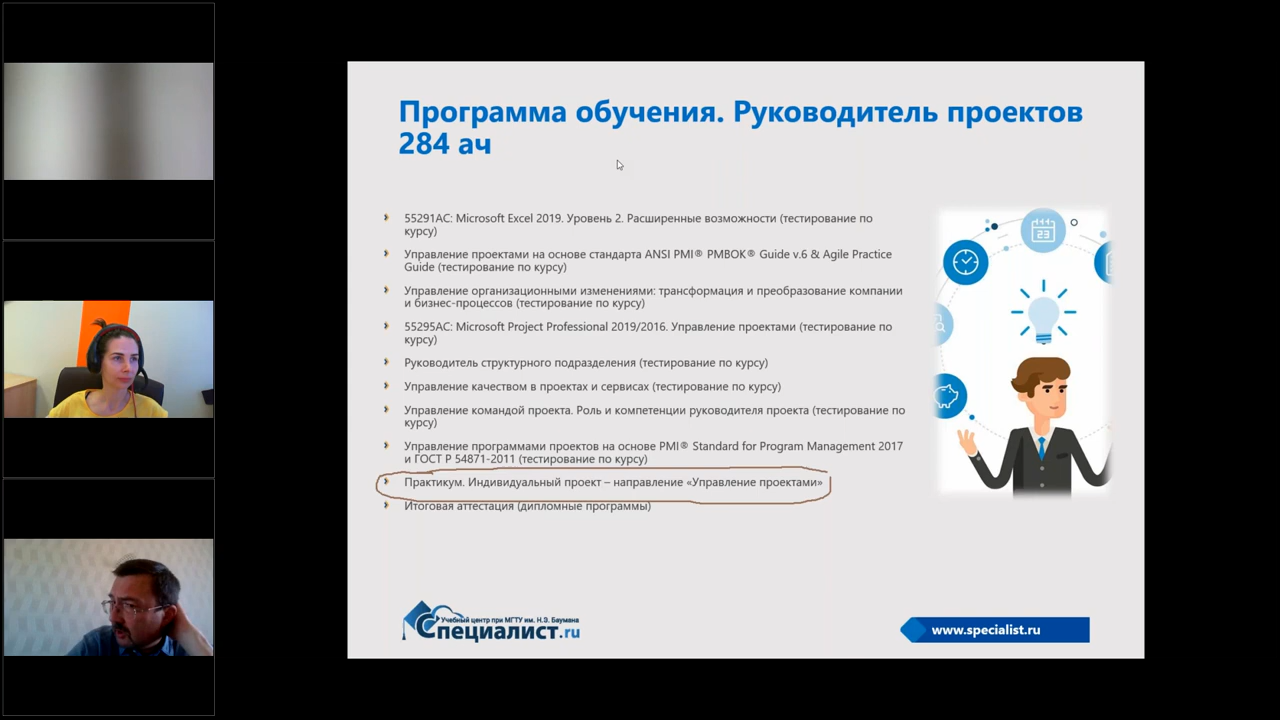 Программа обучения. Руководитель проектов
284 ач
55291AC: Microsoft Excel 2019. Уровень 2. Расширенные возможности (тестирование по
курсу)
Управление проектами на основе стандарта ANSI PMI® PMBOK® Guide v.6 & Agile Practice
Guide (тестирование по курсу)
Управление организационными изменениями: трансформация и преобразование компании
и бизнес-процессов (тестирование по курсу)
55295AC: Microsoft Project Professional 2019/2016. Управление проектами (тестирование по
курсу)
Руководитель структурного подразделения (тестирование по курсу)
Управление качеством в проектах и сервисах (тестирование по курсу)
Управление командой проекта. Роль и компетенции руководителя проекта (тестирование по
курсу)
Управление программами проектов на основе PMI® Standard for Program Management 2017
и ГОСТ Р 54871-2011 (тестирование по курсу)
Практикум. Индивидуальный проект – направление «Управление проектами»
Итоговая аттестация (дипломные программы)
23
Учебный центр при МГТУ им. Н.Э. Баумана
Специалист.ru
www.specialist.ru